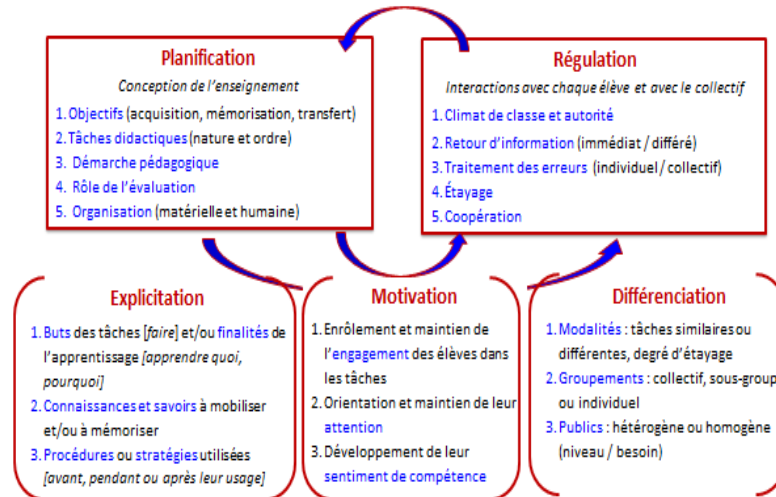 Planification
Conception de l'enseignement
1. Objectifs (acquisition, mémorisation, transfert)
2. Tâches didactiques (nature et ordre)
3. Démarche pédagogique
4. Rôle de l'évaluation
5. Organisation (matérielle et humaine)
Régulation
Interactions avec chaque élève et avec le collectif
1. Climat de classe et autorité
2. Retour d'information (immédiat / différé)
3. Traitement des erreurs (individuel / collectif)
4. Étayage
5. Coopération
Explicitation
1. Buts des tâches [faire] et/ou finalités de
l'apprentissage [apprendre quoi,
pourquoi]
2. Connaissances et savoirs à mobiliser
et/ou à mémoriser
3. Procédures ou stratégies utilisées
[avant, pendant ou après leur usage]
Motivation
1. Enrôlement et maintien de
l'engagement des élèves dans
les tâches
2. Orientation et maintien de leur
attention
3. Développement de leur
sentiment de compétence
Différenciation
1. Modalités : tâches similaires ou
différentes, degré d'étayage
2. Groupements : collectif, sous-group
ou individuel
3. Publics : hétérogène ou homogène
(niveau / besoin)